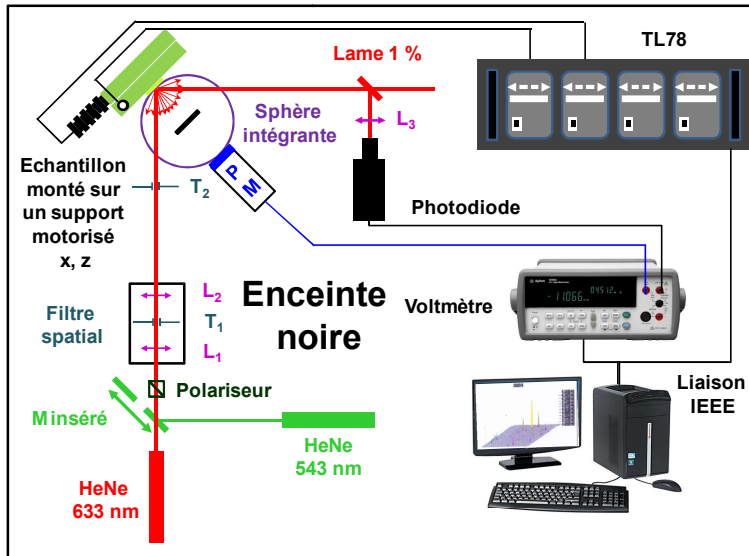 TL78
Lame 1 %
Sphère
intégrante
L3
P
M
Echantillon
monté sur
un support
motorisé
x, z
T2
Photodiode
L2
Filtre
spatial
T1
L1
Enceinte
noire
Voltmètre
Polariseur
M inséré
HeNe
543 nm
HeNe
633 nm
Liaison
IEEE